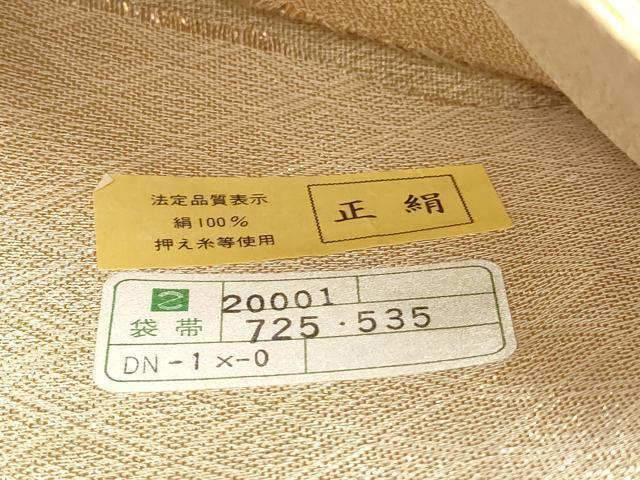 法定品質表示
絹100%
押え糸等使用
正絹
2
20001
袋帯
725.535
DN-1×-0